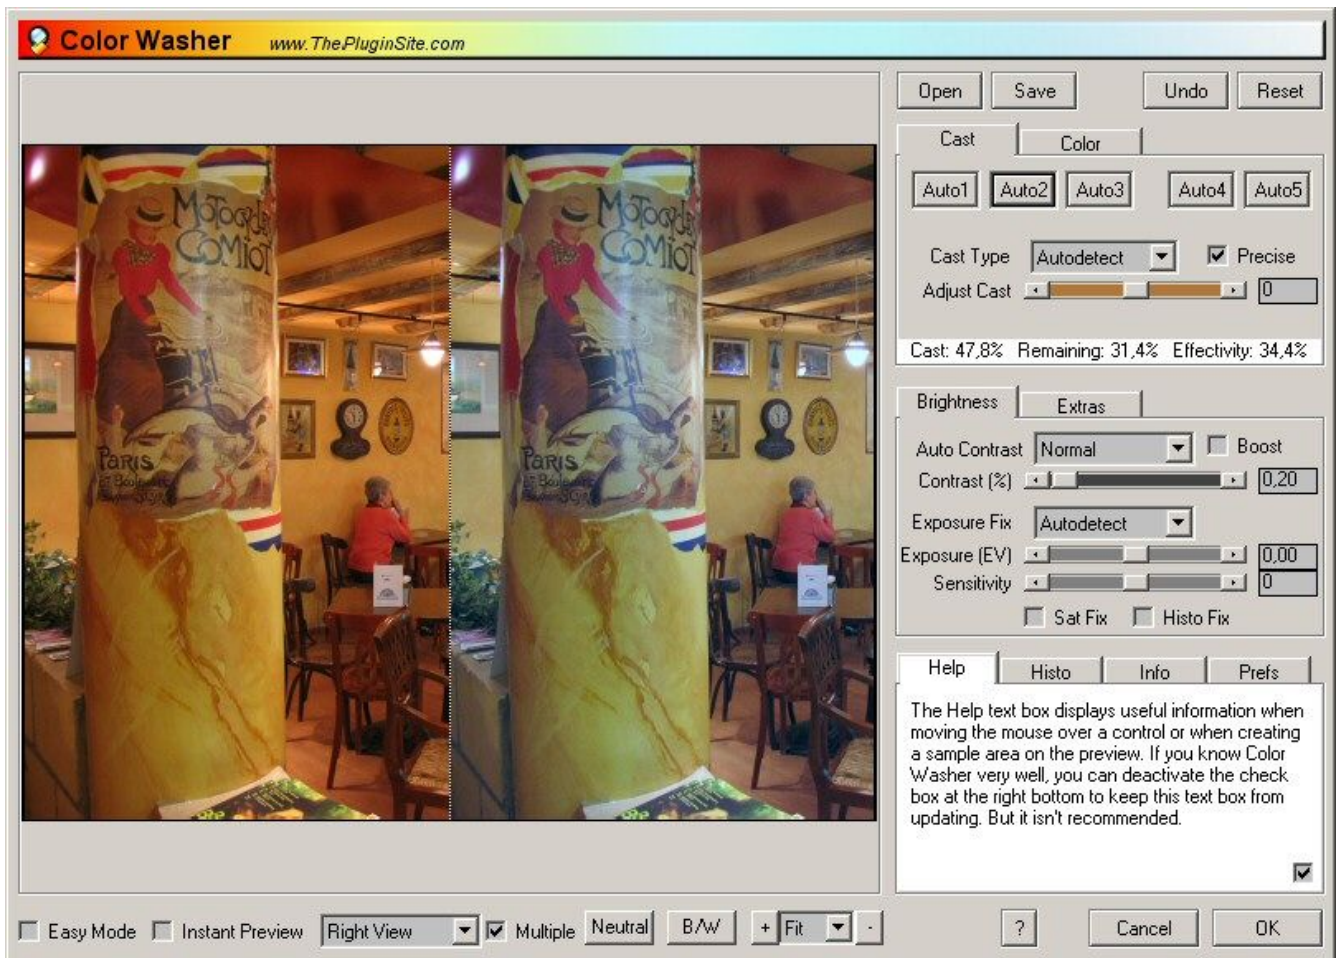 Color Washer www.ThePluginSite.com
Open Save Undo Reset
Cast Color
Auto1 Auto2 Auto3 Auto4 Auto5
Cast Type Autodetect Precise
Adjust Cast 0
Cast: 47,8% Remaining: 31,4% Effectivity: 34,4%
Brightness Extras
Auto Contrast Normal Boost
Contrast (%) 0,20
Exposure Fix Autodetect
Exposure (EV) 0,00
Sensitivity 0
Sat Fix Histo Fix
Help Histo Info Prefs
The Help text box displays useful information when
moving the mouse over a control or when creating
a sample area on the preview. If you know Color
Washer very well, you can deactivate the check
box at the right bottom to keep this text box from
updating. But it isn't recommended.
MoTocycles
COMIOT
PARIS
MoTocycles
COMIOT
PARIS
Easy Mode Instant Preview Right View Multiple Neutral B/W + Fit - ? Cancel OK